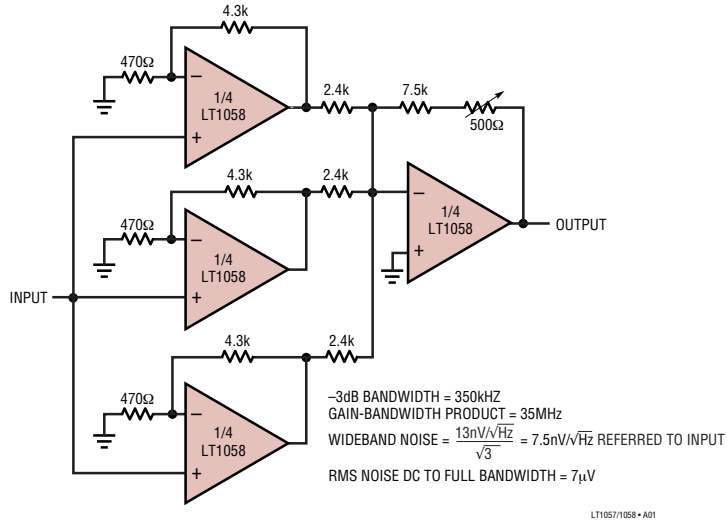 4.3k
470Ω
1/4
LT1058
−
+
2.4k
7.5k
500Ω
4.3k
2.4k
470Ω
1/4
LT1058
−
+
1/4
LT1058
−
+
OUTPUT
INPUT
4.3k
2.4k
470Ω
1/4
LT1058
−
+
–3dB BANDWIDTH = 350kHZ
GAIN-BANDWIDTH PRODUCT = 35MHz
WIDEBAND NOISE = 13nV/√Hz / √3 = 7.5nV/√Hz REFERRED TO INPUT
RMS NOISE DC TO FULL BANDWIDTH = 7µV
LT1057/1058 • A01